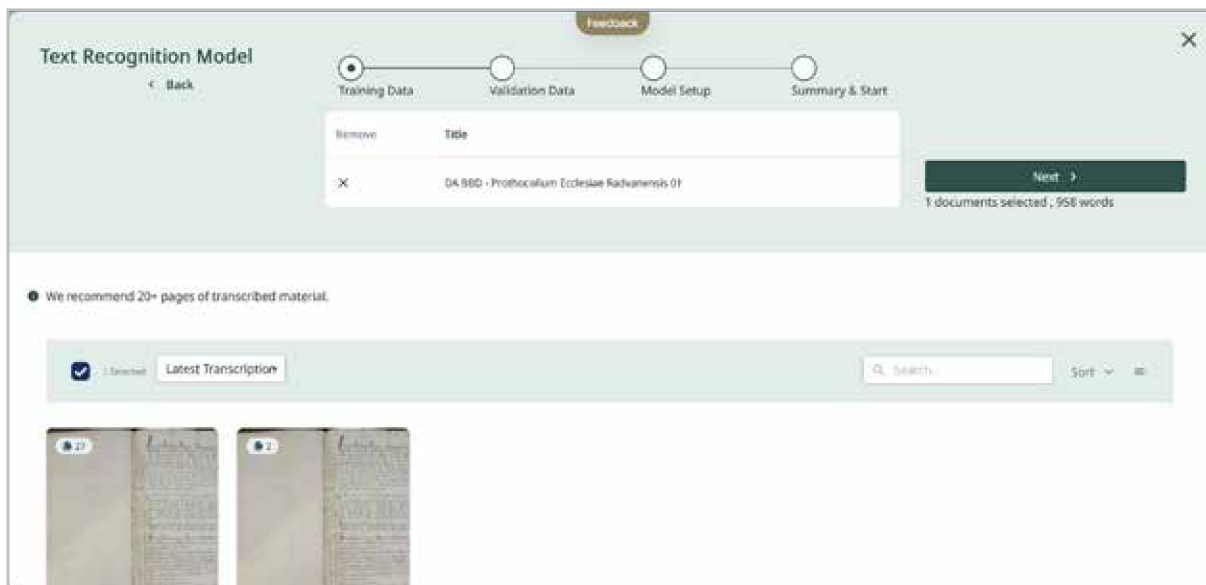 Feedback
Text Recognition Model
< Back
Training Data
Validation Data
Model Setup
Summary & Start
Remove Title
DA BBD - Prothocollum Ecclesiae Radvanensis 01
Next >
1 documents selected , 958 words
We recommend 20+ pages of transcribed material.
1 Selected
Latest Transcription
Search...
Sort
27
2